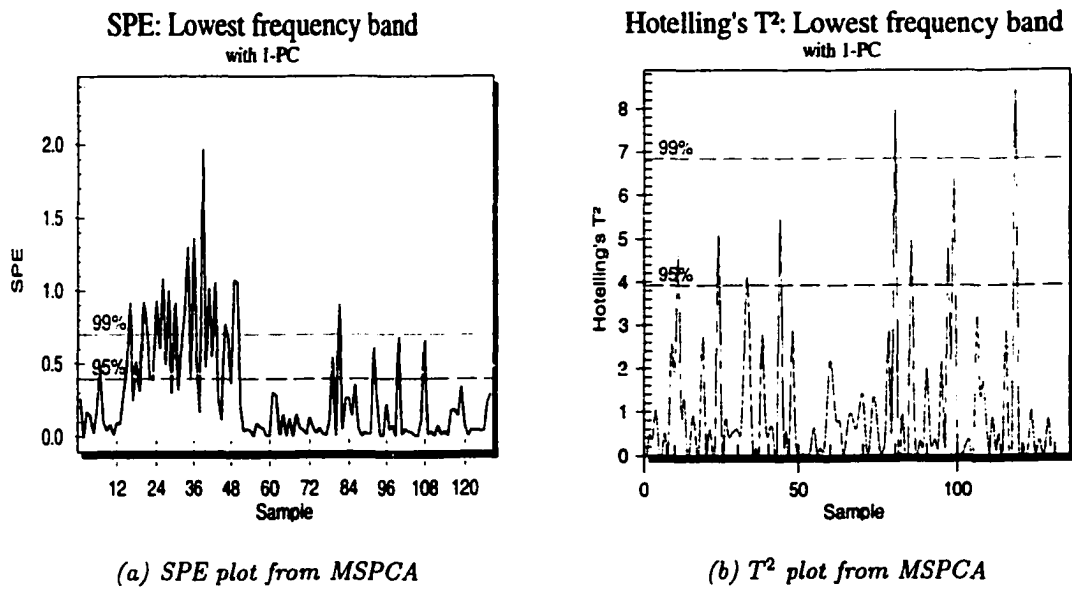 SPE: Lowest frequency band
with 1-PC
2.0
1.5
1.0
0.5
0.0
99%
95%
SPE
12 24 36 48 60 72 84 96 108 120
Sample
(a) SPE plot from MSPCA
Hotelling's T²: Lowest frequency band
with 1-PC
8
7
6
5
4
3
2
1
0
99%
95%
Hotelling's T²
0 50 100
Sample
(b) T² plot from MSPCA